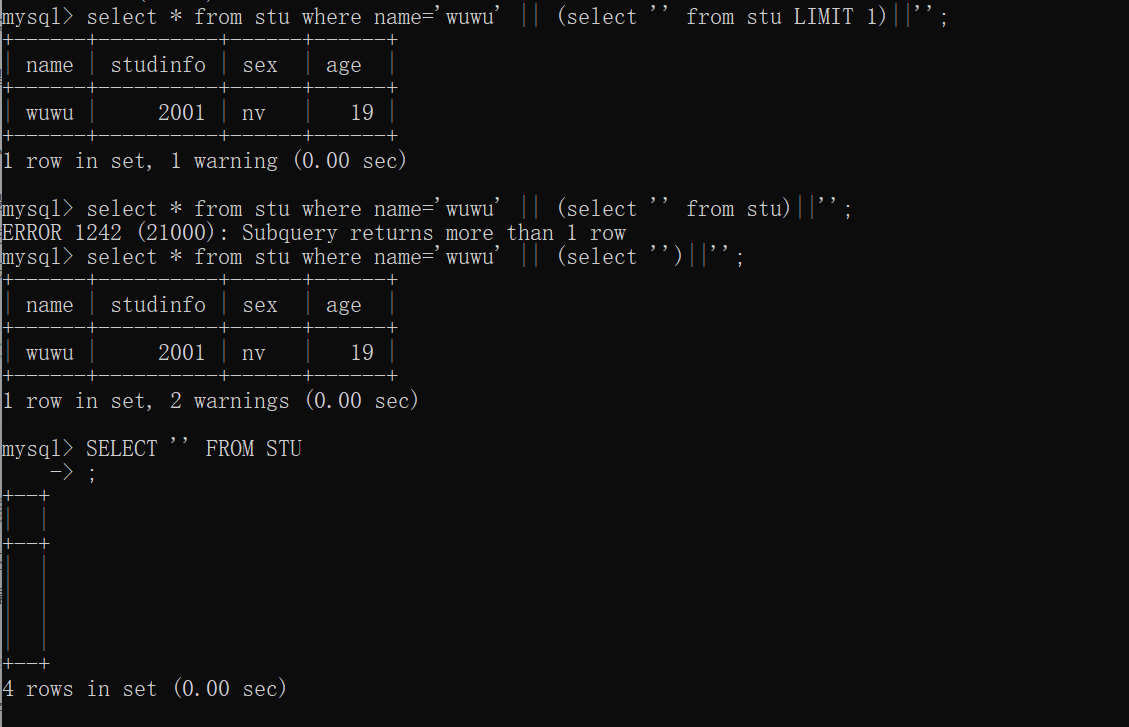 mysql> select * from stu where name='wuwu' || (select '' from stu LIMIT 1)||'';
+------+----------+------+------+
| name | studinfo | sex  | age  |
+------+----------+------+------+
| wuwu |     2001 | nv   |   19 |
+------+----------+------+------+
1 row in set, 1 warning (0.00 sec)
mysql> select * from stu where name='wuwu' || (select '' from stu)||'';
ERROR 1242 (21000): Subquery returns more than 1 row
mysql> select * from stu where name='wuwu' || (select '')||'';
+------+----------+------+------+
| name | studinfo | sex  | age  |
+------+----------+------+------+
| wuwu |     2001 | nv   |   19 |
+------+----------+------+------+
1 row in set, 2 warnings (0.00 sec)
mysql> SELECT '' FROM STU
    -> ;
+--+
|  |
+--+
|  |
|  |
|  |
|  |
+--+
4 rows in set (0.00 sec)